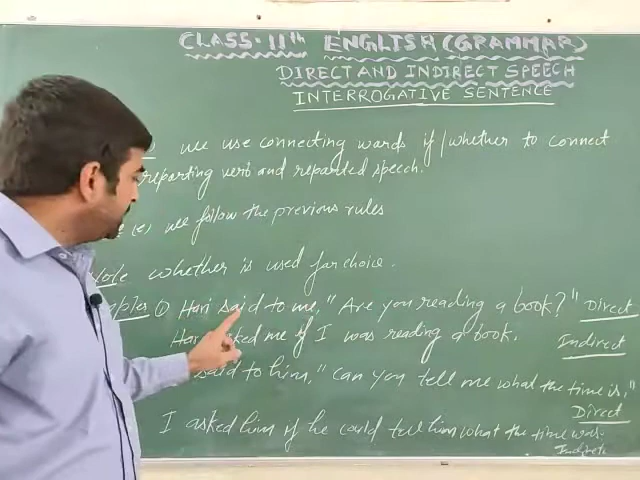 CLASS-11th ENGLISH (GRAMMAR)
DIRECT AND INDIRECT SPEECH
INTERROGATIVE SENTENCE
we use connecting words if/whether to connect
reporting verb and reported speech.
(e) we follow the previous rules
Note whether is used for choice.
① Hari said to me, "Are you reading a book?" Direct
asked me if I was reading a book. Indirect
said to him, "Can you tell me what the time is,"
Direct
I asked him if he could tell him what the time was.